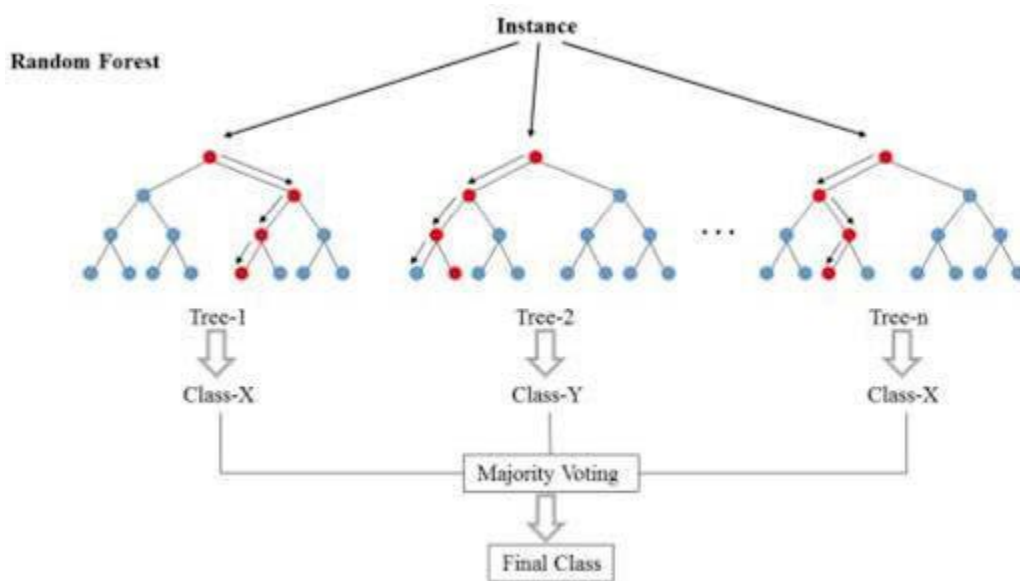 Instance
Random Forest
...
Tree-1 Tree-2 Tree-n
Class-X Class-Y Class-X
Majority Voting
Final Class